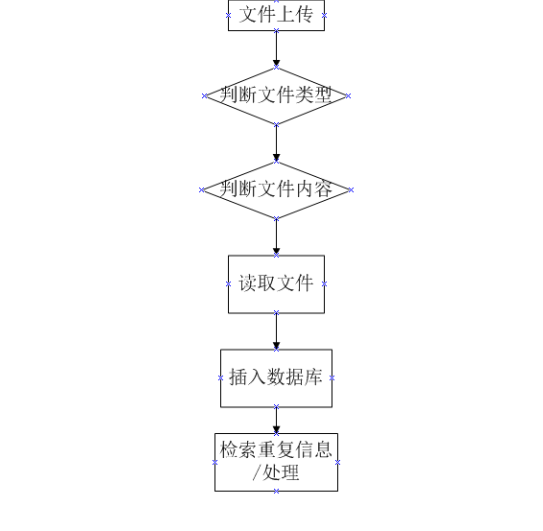 文件上传
判断文件类型
判断文件内容
读取文件
插入数据库
检索重复信息
/处理